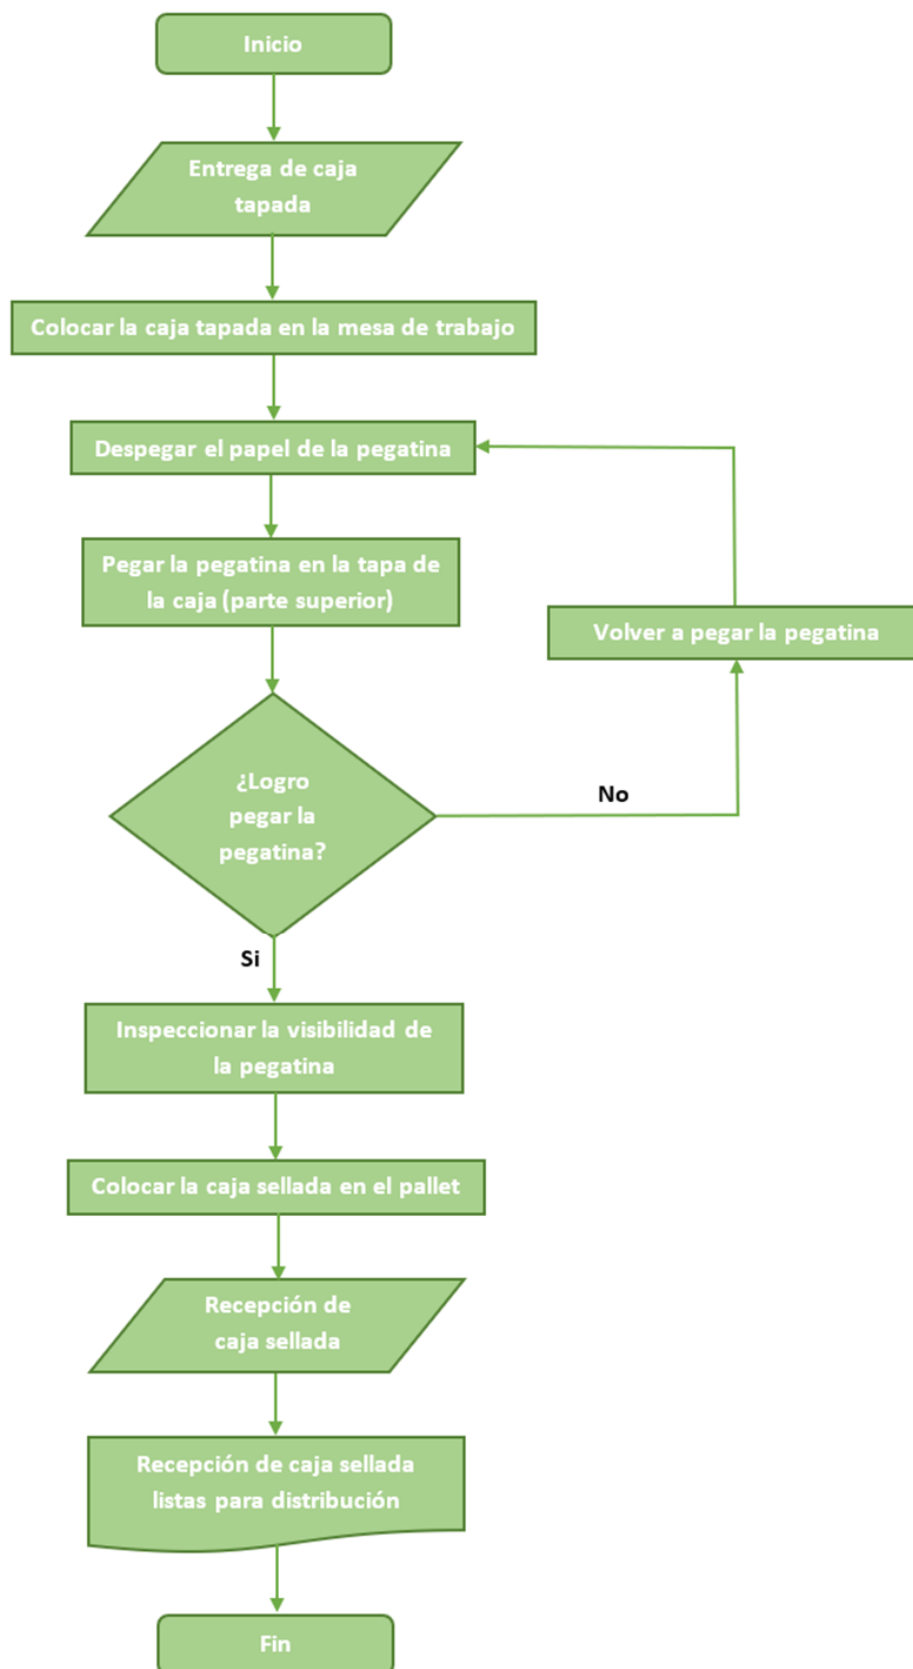 Inicio
Entrega de caja
tapada
Colocar la caja tapada en la mesa de trabajo
Despegar el papel de la pegatina
Pegar la pegatina en la tapa de
la caja (parte superior)
Volver a pegar la pegatina
¿Logro
pegar la
pegatina?
No
Si
Inspeccionar la visibilidad de
la pegatina
Colocar la caja sellada en el pallet
Recepción de
caja sellada
Recepción de caja sellada
listas para distribución
Fin